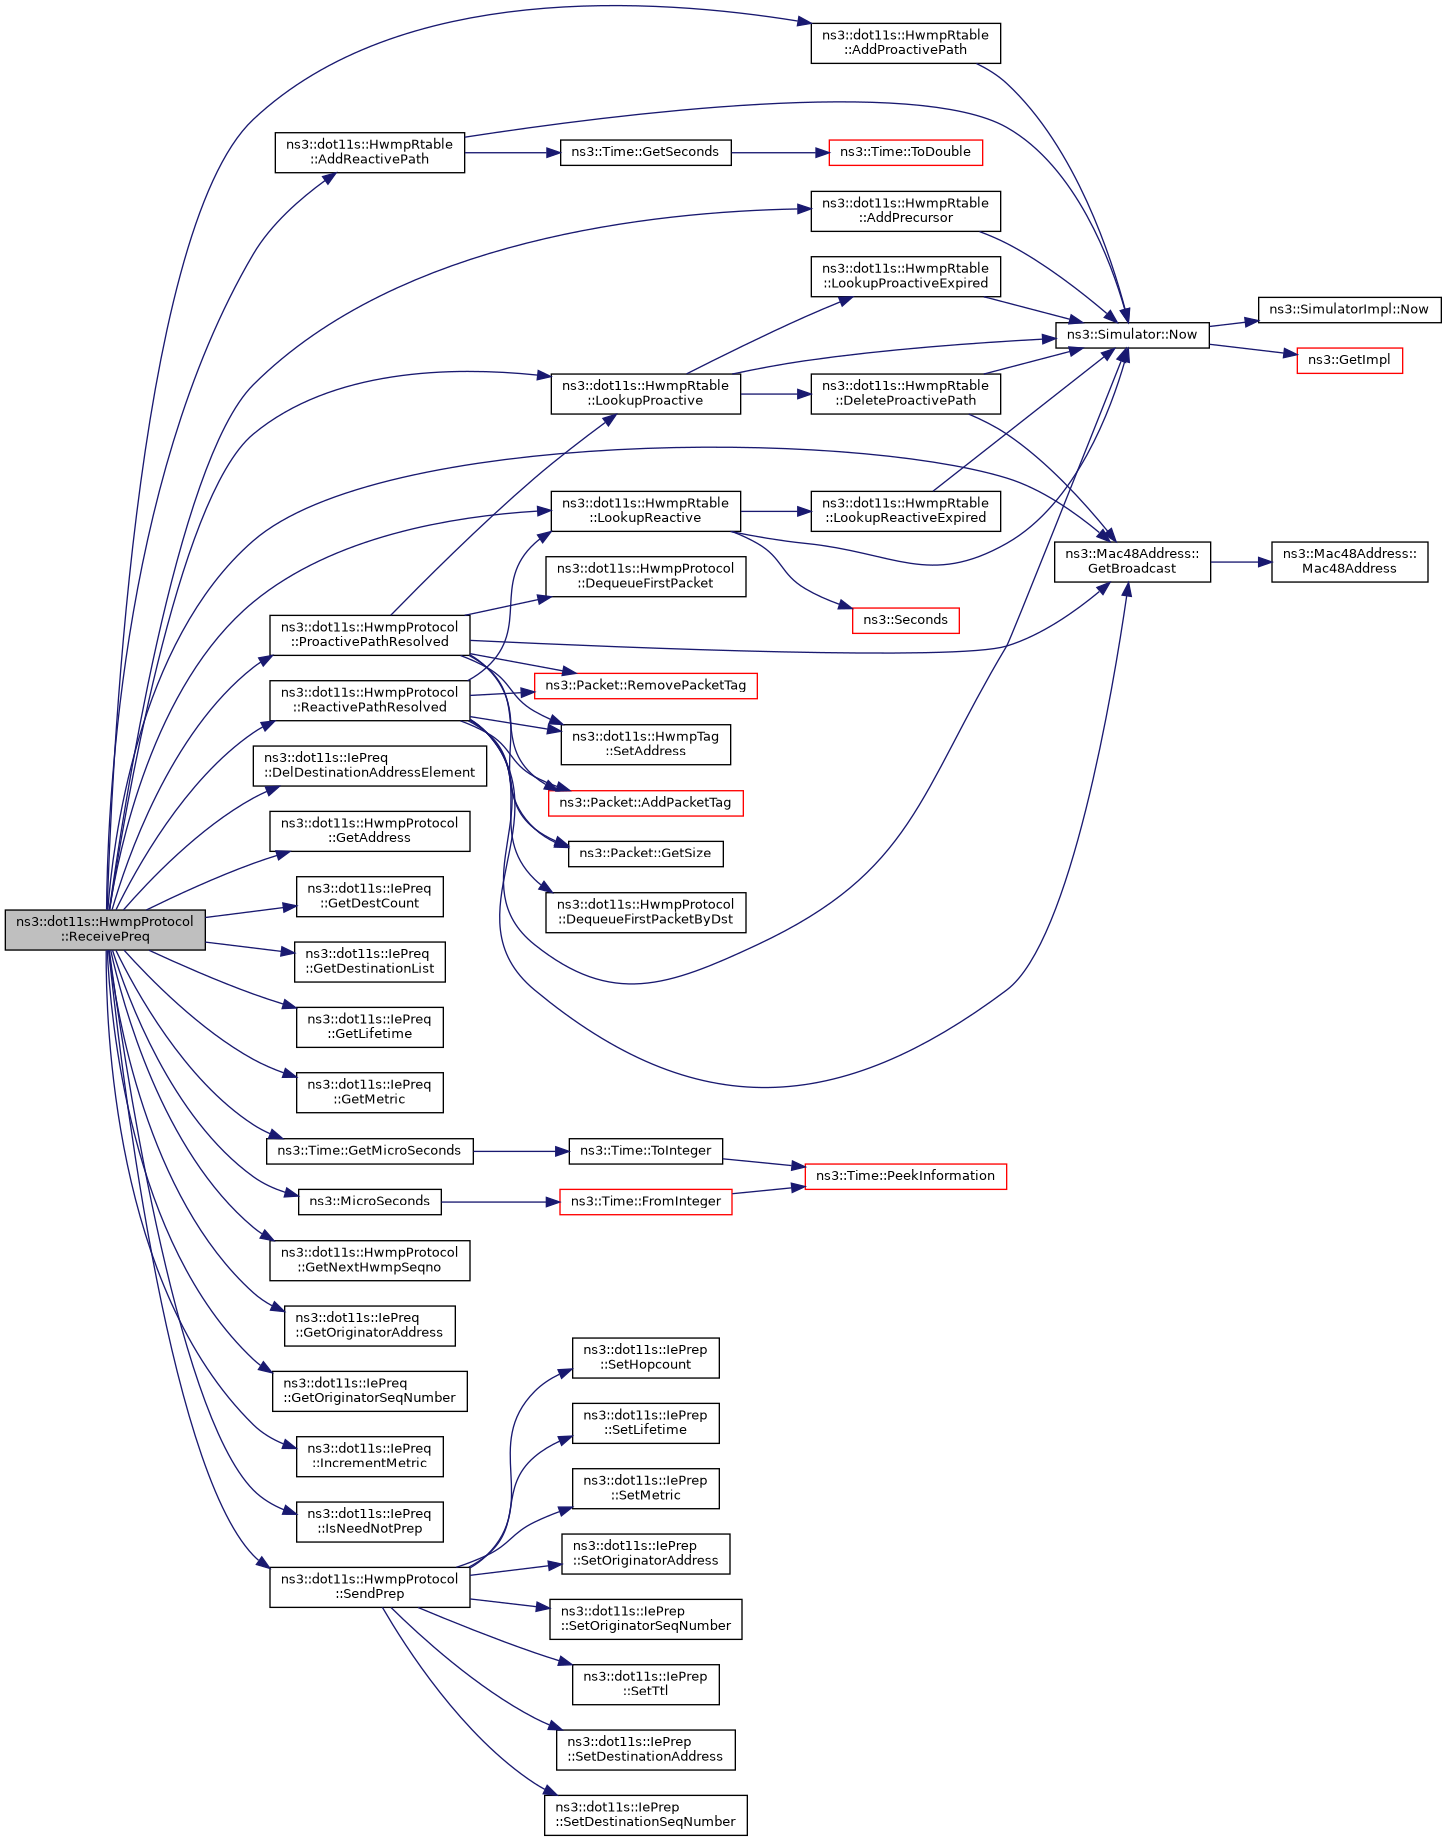 ns3::dot11s::HwmpProtocol
::ReceivePreq
ns3::dot11s::HwmpRtable
::AddProactivePath
ns3::dot11s::HwmpRtable
::AddReactivePath
ns3::Time::GetSeconds
ns3::Time::ToDouble
ns3::dot11s::HwmpRtable
::AddPrecursor
ns3::dot11s::HwmpRtable
::LookupProactiveExpired
ns3::Simulator::Now
ns3::SimulatorImpl::Now
ns3::GetImpl
ns3::dot11s::HwmpRtable
::LookupProactive
ns3::dot11s::HwmpRtable
::DeleteProactivePath
ns3::dot11s::HwmpRtable
::LookupReactive
ns3::dot11s::HwmpRtable
::LookupReactiveExpired
ns3::Mac48Address::
GetBroadcast
ns3::Mac48Address::
Mac48Address
ns3::dot11s::HwmpProtocol
::DequeueFirstPacket
ns3::Seconds
ns3::dot11s::HwmpProtocol
::ProactivePathResolved
ns3::Packet::RemovePacketTag
ns3::dot11s::HwmpProtocol
::ReactivePathResolved
ns3::dot11s::HwmpTag
::SetAddress
ns3::dot11s::IePreq
::DelDestinationAddressElement
ns3::Packet::AddPacketTag
ns3::dot11s::HwmpProtocol
::GetAddress
ns3::Packet::GetSize
ns3::dot11s::IePreq
::GetDestCount
ns3::dot11s::HwmpProtocol
::DequeueFirstPacketByDst
ns3::dot11s::IePreq
::GetDestinationList
ns3::dot11s::IePreq
::GetLifetime
ns3::dot11s::IePreq
::GetMetric
ns3::Time::GetMicroSeconds
ns3::Time::ToInteger
ns3::Time::PeekInformation
ns3::MicroSeconds
ns3::Time::FromInteger
ns3::dot11s::HwmpProtocol
::GetNextHwmpSeqno
ns3::dot11s::IePreq
::GetOriginatorAddress
ns3::dot11s::IePreq
::GetOriginatorSeqNumber
ns3::dot11s::IePreq
::IncrementMetric
ns3::dot11s::IePreq
::IsNeedNotPrep
ns3::dot11s::HwmpProtocol
::SendPrep
ns3::dot11s::IePrep
::SetHopcount
ns3::dot11s::IePrep
::SetLifetime
ns3::dot11s::IePrep
::SetMetric
ns3::dot11s::IePrep
::SetOriginatorAddress
ns3::dot11s::IePrep
::SetOriginatorSeqNumber
ns3::dot11s::IePrep
::SetTtl
ns3::dot11s::IePrep
::SetDestinationAddress
ns3::dot11s::IePrep
::SetDestinationSeqNumber